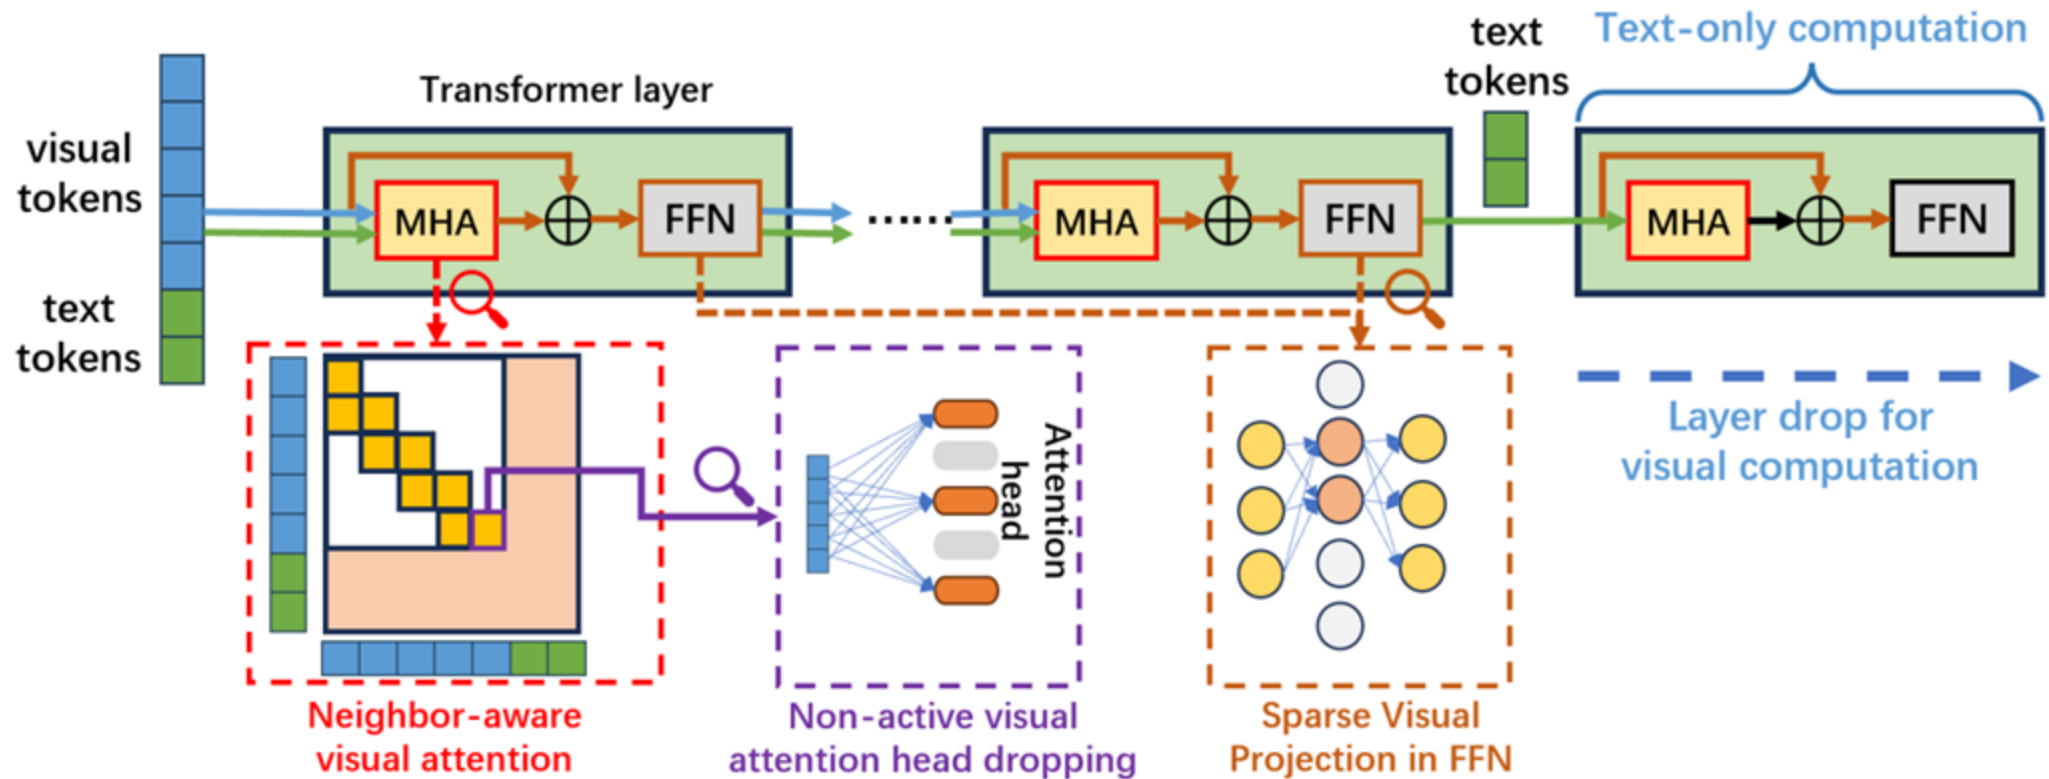 text
tokens
Text-only computation
Transformer layer
visual
tokens
text
tokens
MHA
FFN
······
MHA
FFN
MHA
FFN
Attention
head
Layer drop for
visual computation
Neighbor-aware
visual attention
Non-active visual
attention head dropping
Sparse Visual
Projection in FFN